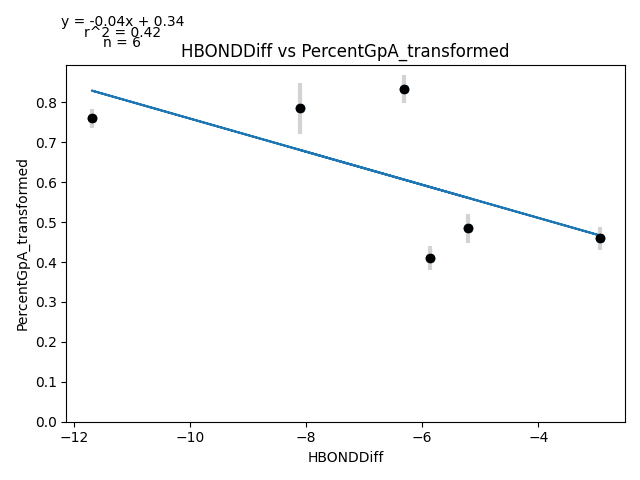 y = -0.04x + 0.34
r^2 = 0.42
n = 6
HBONDDiff vs PercentGpA_transformed
PercentGpA_transformed
0.8
0.7
0.6
0.5
0.4
0.3
0.2
0.1
0.0
−12
−10
−8
−6
−4
HBONDDiff